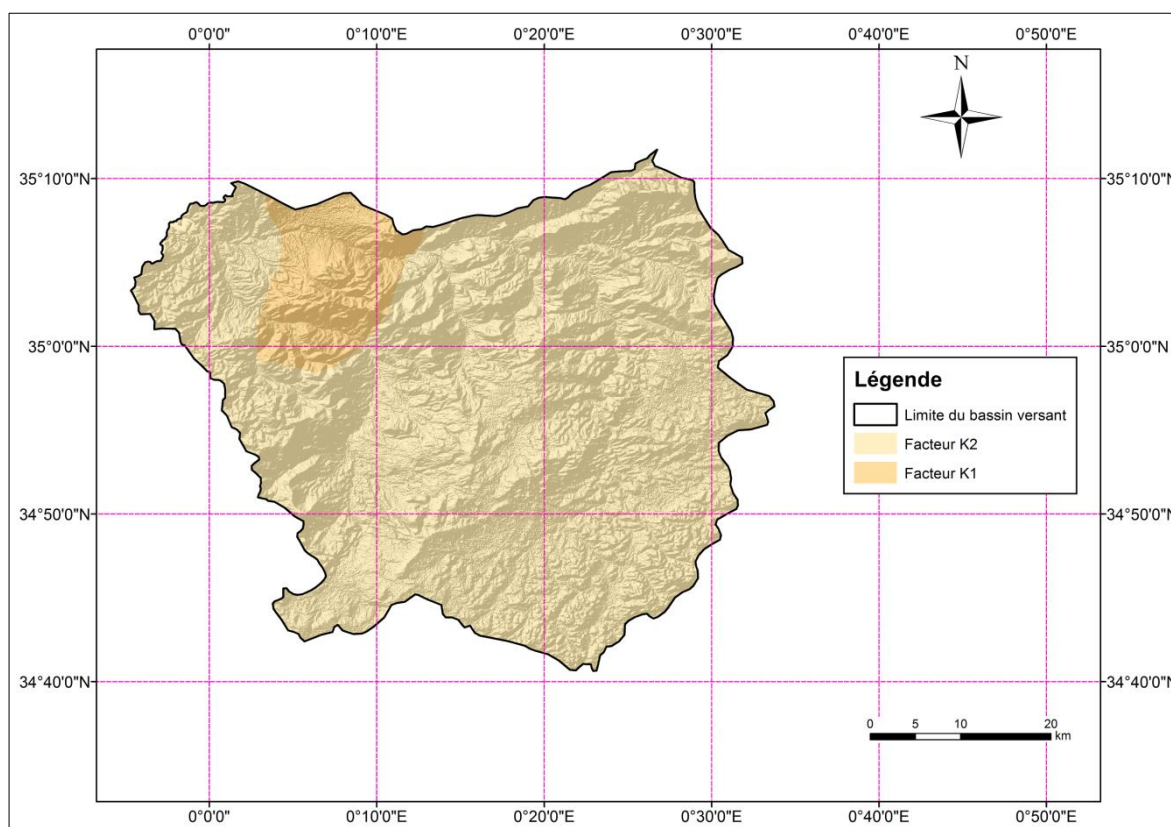 0°0'0" 0°10'0"E 0°20'0"E 0°30'0"E 0°40'0"E 0°50'0"E
N
35°10'0"N 35°10'0"N
35°0'0"N 35°0'0"N
Légende
Limite du bassin versant
Facteur K2
Facteur K1
34°50'0"N 34°50'0"N
34°40'0"N 34°40'0"N
0 5 10 20
km
0°0'0" 0°10'0"E 0°20'0"E 0°30'0"E 0°40'0"E 0°50'0"E